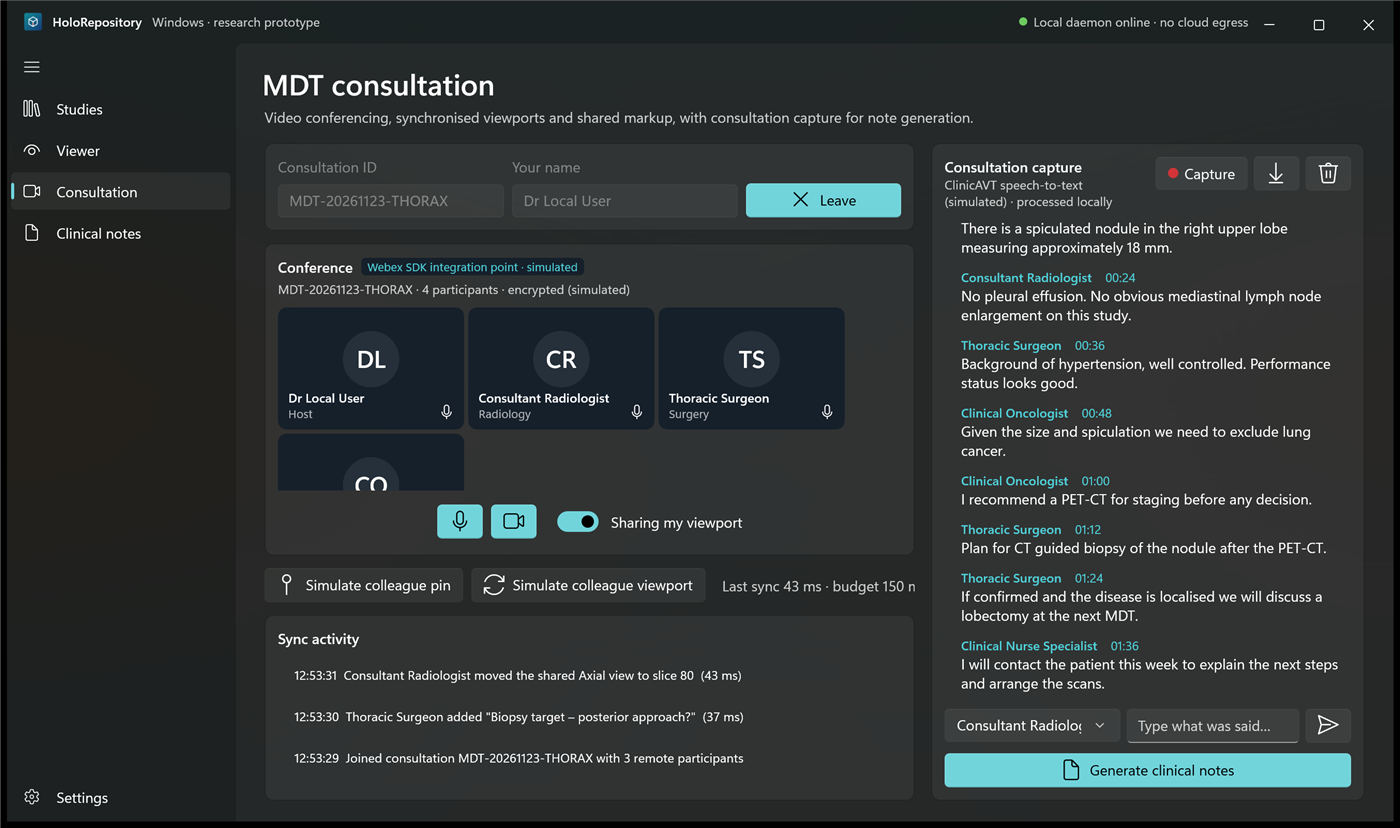 HoloRepository Windows · research prototype
Local daemon online · no cloud egress
Studies
Viewer
Consultation
Clinical notes
Settings
MDT consultation
Video conferencing, synchronised viewports and shared markup, with consultation capture for note generation.
Consultation ID
Your name
MDT-20261123-THORAX
Dr Local User
Leave
Conference Webex SDK integration point · simulated
MDT-20261123-THORAX · 4 participants · encrypted (simulated)
DL
Dr Local User
Host
CR
Consultant Radiologist
Radiology
TS
Thoracic Surgeon
Surgery
CO
Sharing my viewport
Simulate colleague pin
Simulate colleague viewport
Last sync 43 ms · budget 150
Sync activity
12:53:31 Consultant Radiologist moved the shared Axial view to slice 80 (43 ms)
12:53:30 Thoracic Surgeon added "Biopsy target – posterior approach?" (37 ms)
12:53:29 Joined consultation MDT-20261123-THORAX with 3 remote participants
Consultation capture
ClinicAVT speech-to-text
(simulated) · processed locally
Capture
There is a spiculated nodule in the right upper lobe
measuring approximately 18 mm.
Consultant Radiologist 00:24
No pleural effusion. No obvious mediastinal lymph node
enlargement on this study.
Thoracic Surgeon 00:36
Background of hypertension, well controlled. Performance
status looks good.
Clinical Oncologist 00:48
Given the size and spiculation we need to exclude lung
cancer.
Clinical Oncologist 01:00
I recommend a PET-CT for staging before any decision.
Thoracic Surgeon 01:12
Plan for CT guided biopsy of the nodule after the PET-CT.
Thoracic Surgeon 01:24
If confirmed and the disease is localised we will discuss a
lobectomy at the next MDT.
Clinical Nurse Specialist 01:36
I will contact the patient this week to explain the next steps
and arrange the scans.
Consultant
Type what was said...
Generate clinical notes